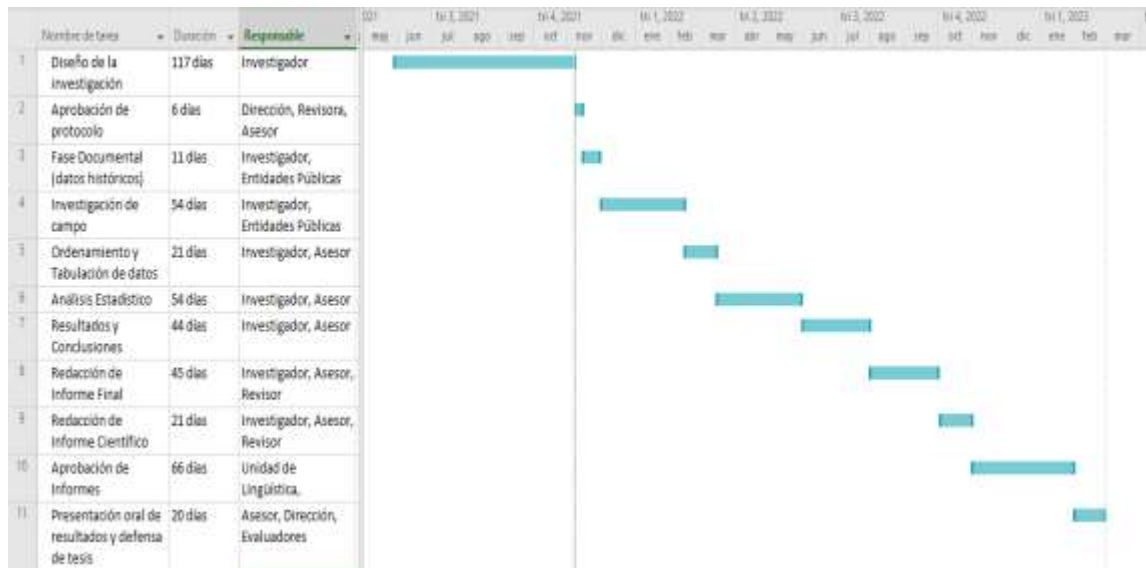 021 tri 3, 2021 tri 4, 2021 tri 1, 2022 tri 2, 2022 tri 3, 2022 tri 4, 2022 tri 1, 2023
Nombre de tarea Duración Responsable may jun jul ago sep oct nov dic ene feb mar abr may jun jul ago sep oct nov dic ene feb mar
1 Diseño de la 117 días Investigador
investigación
2 Aprobación de 6 días Dirección, Revisora,
protocolo Asesor
3 Fase Documental 11 días Investigador,
(datos históricos) Entidades Públicas
4 Investigación de 54 días Investigador,
campo Entidades Públicas
5 Ordenamiento y 21 días Investigador, Asesor
Tabulación de datos
6 Análisis Estadístico 54 días Investigador, Asesor
7 Resultados y 44 días Investigador, Asesor
Conclusiones
8 Redacción de 45 días Investigador, Asesor,
Informe Final Revisor
9 Redacción de 21 días Investigador, Asesor,
Informe Científico Revisor
10 Aprobación de 66 días Unidad de
Informes Lingüística,
11 Presentación oral de 20 días Asesor, Dirección,
resultados y defensa Evaluadores
de tesis